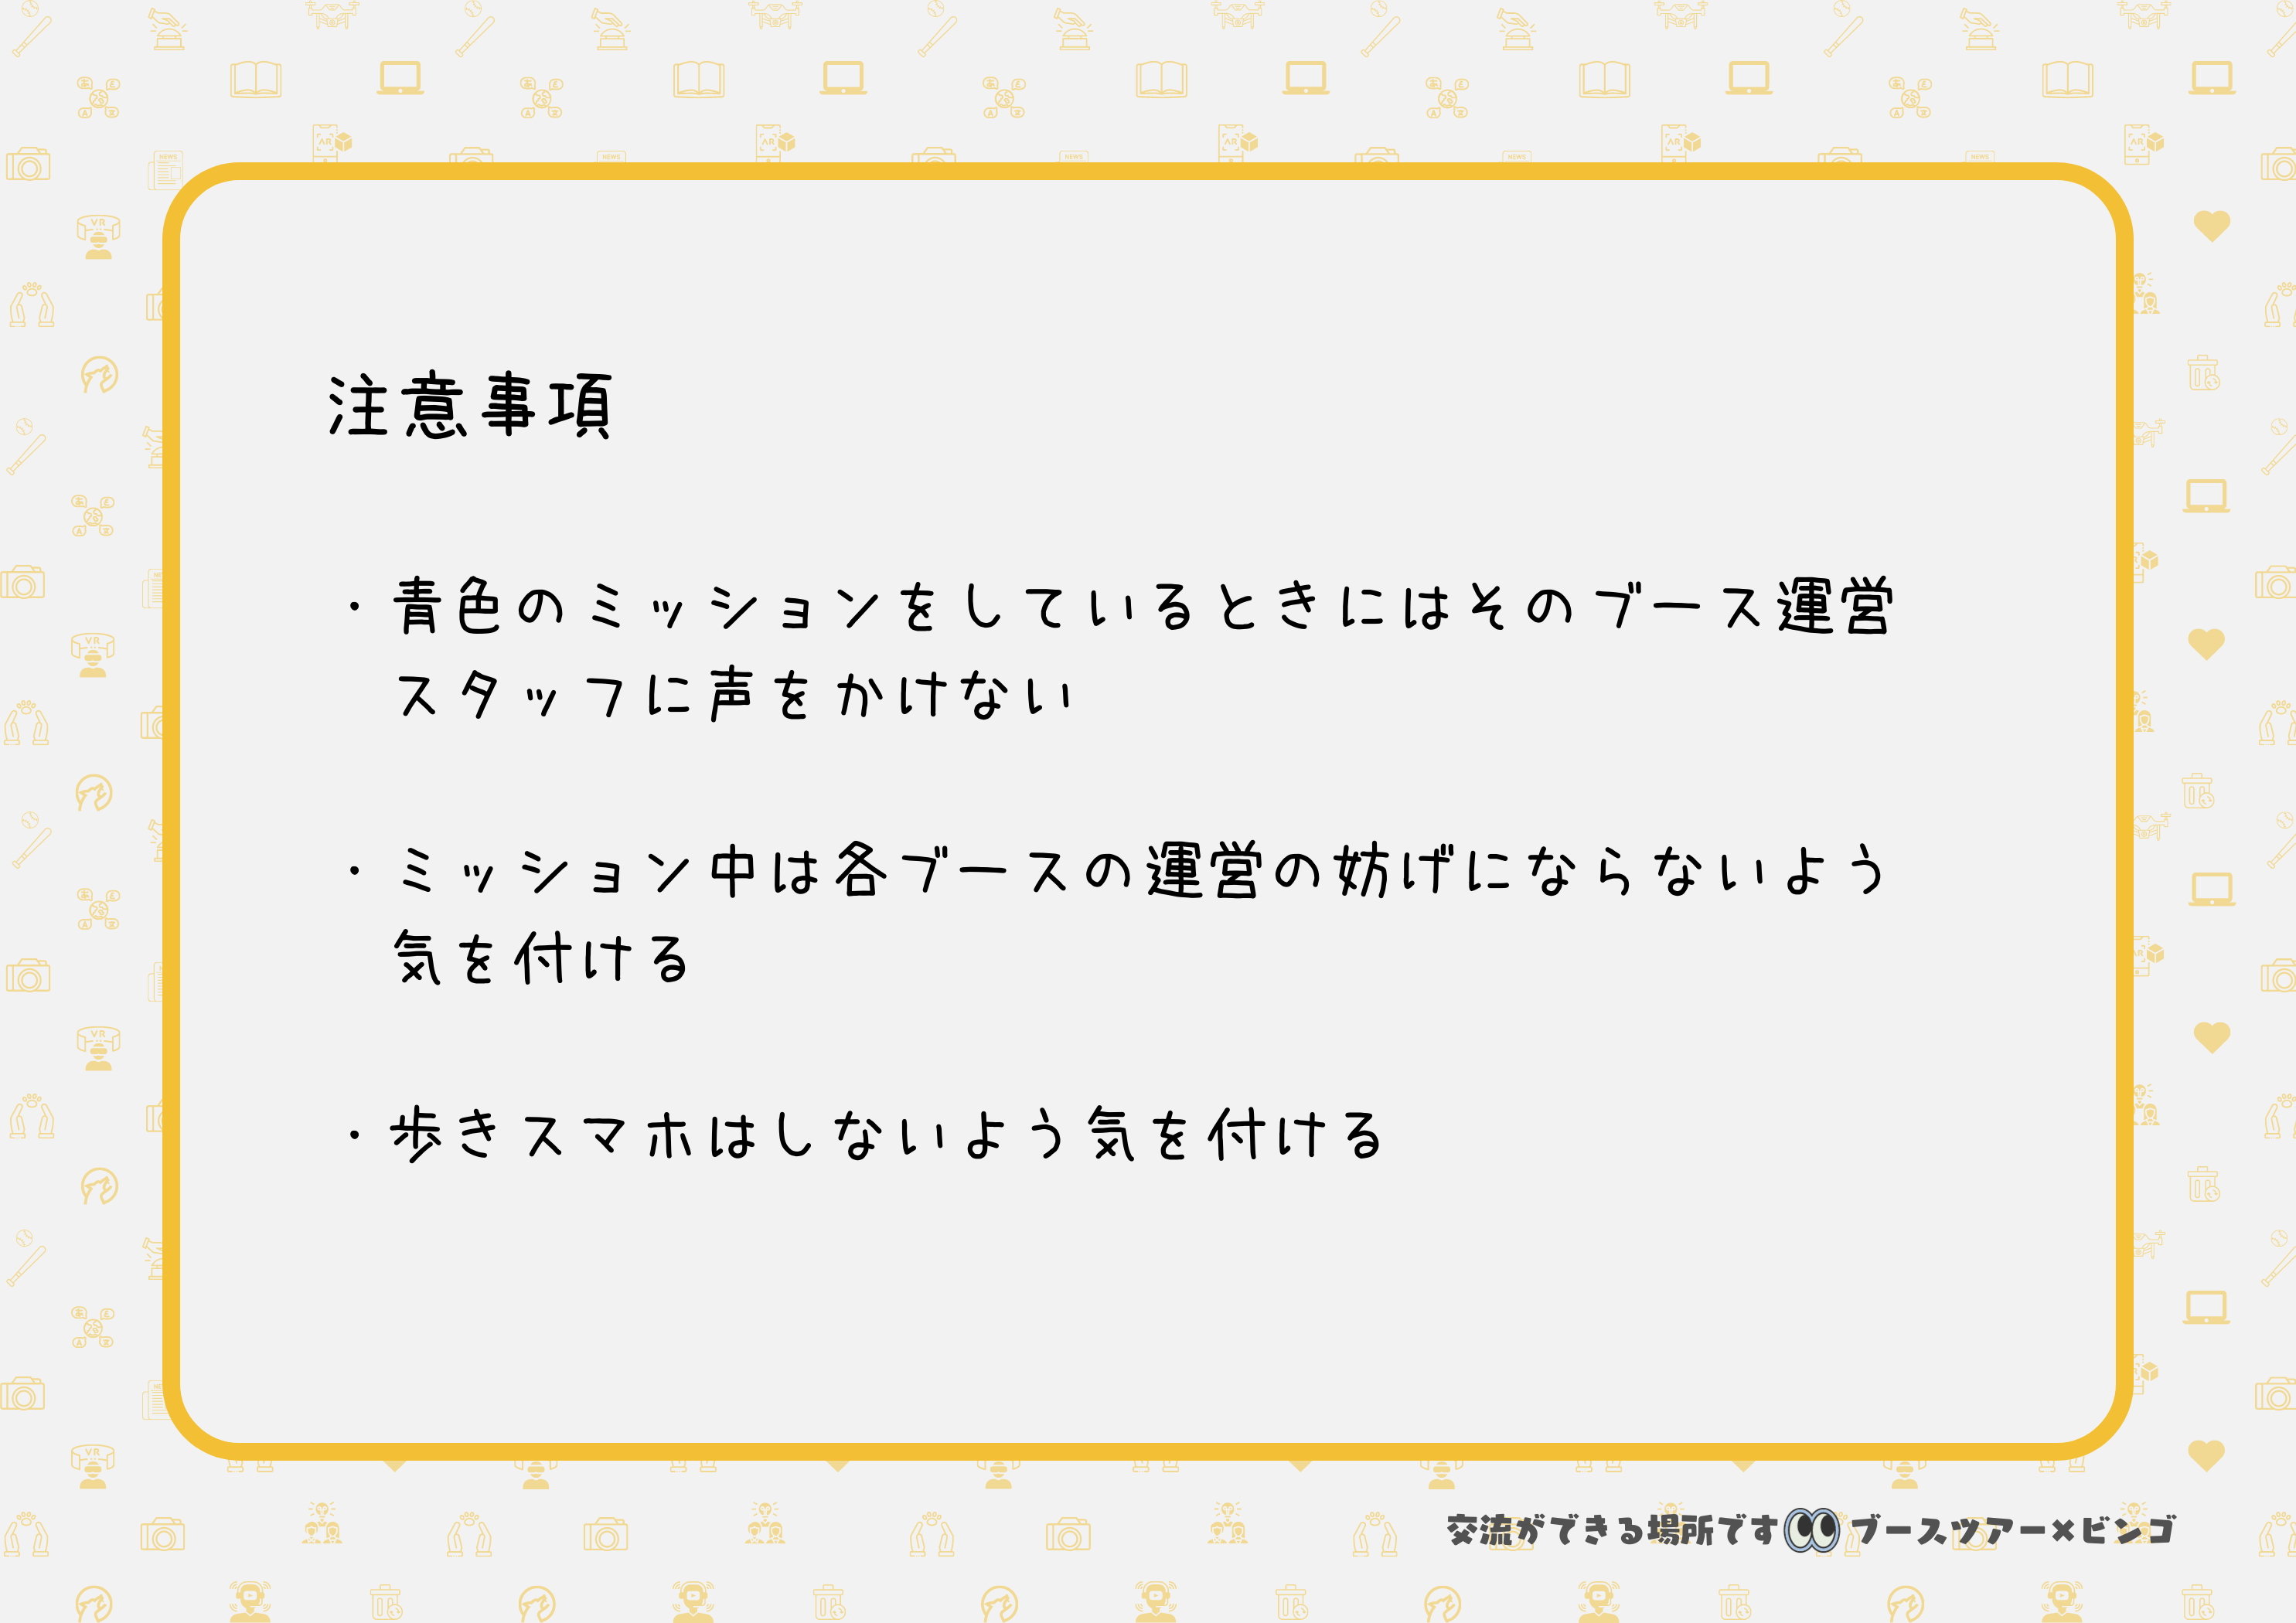 注意事項
・青色のミッションをしているときにはそのブース運営
スタッフに声をかけない
・ミッション中は各ブースの運営の妨げにならないよう
気を付ける
・歩きスマホはしないよう気を付ける
交流ができる場所です👀ブースツアー×ビンゴ